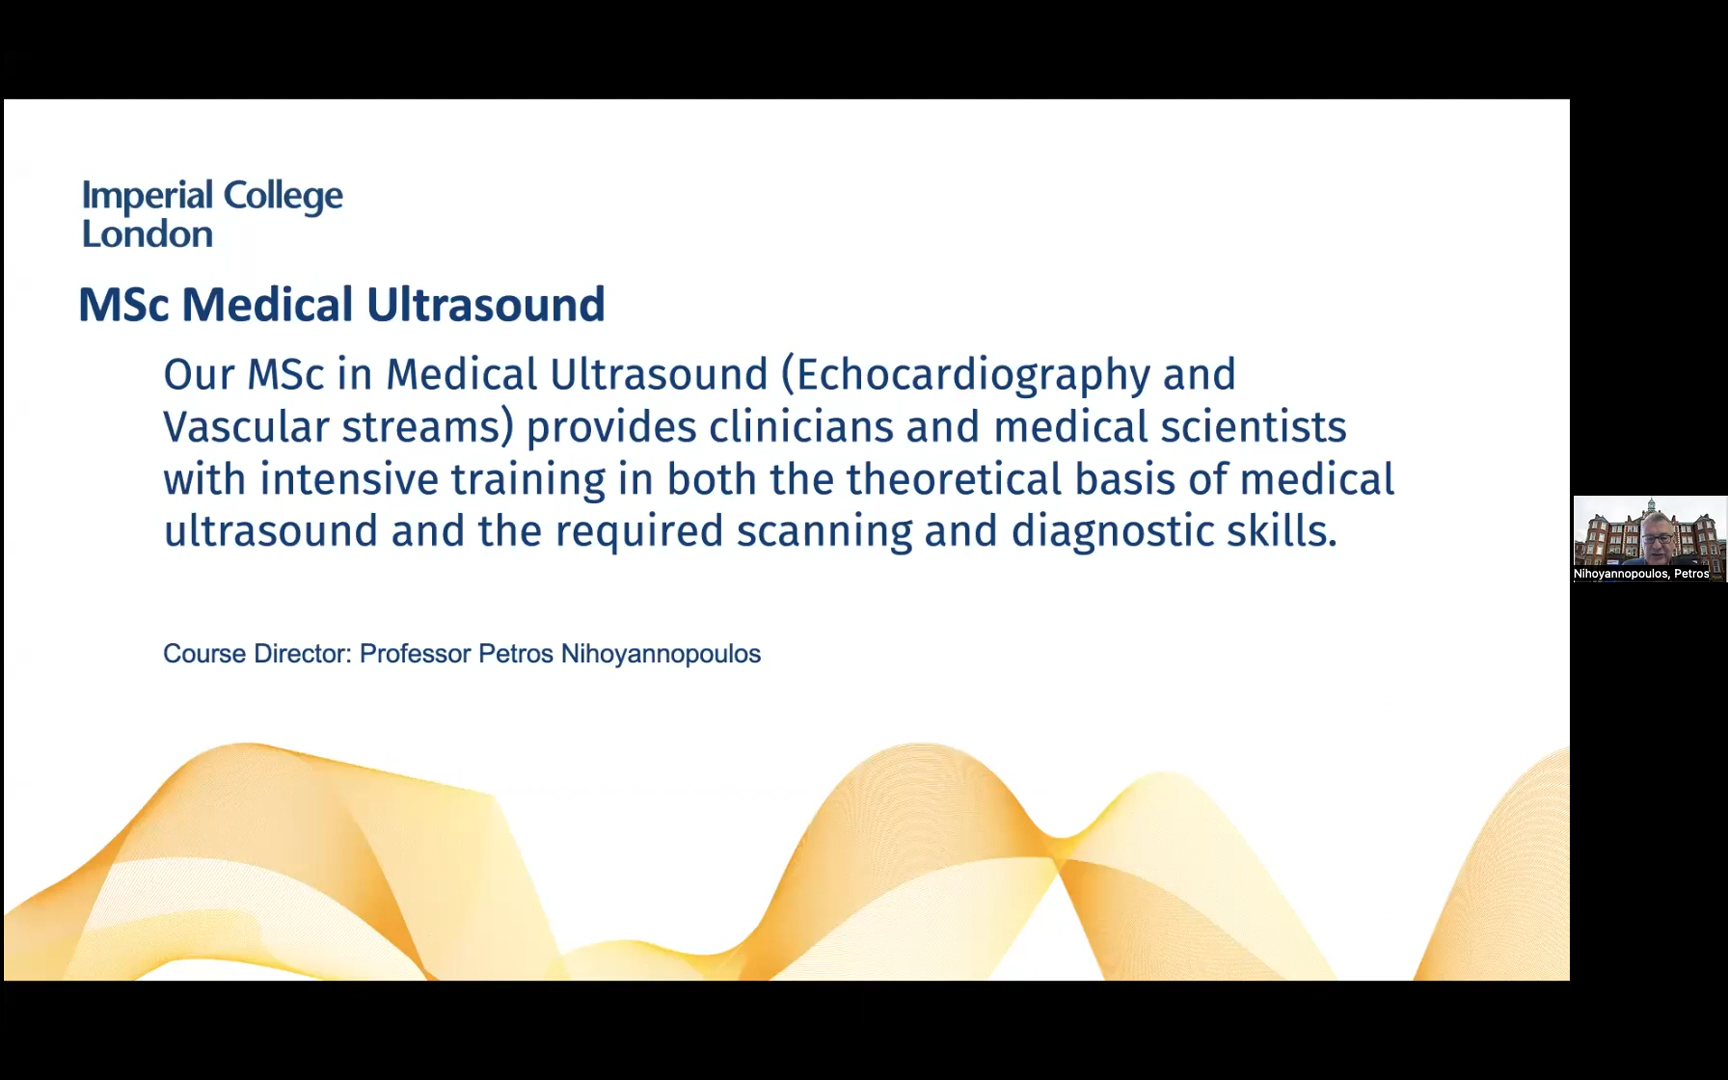 Imperial College
London
MSc Medical Ultrasound
Our MSc in Medical Ultrasound (Echocardiography and
Vascular streams) provides clinicians and medical scientists
with intensive training in both the theoretical basis of medical
ultrasound and the required scanning and diagnostic skills.
Nihoyannopoulos, Petros
Course Director: Professor Petros Nihoyannopoulos